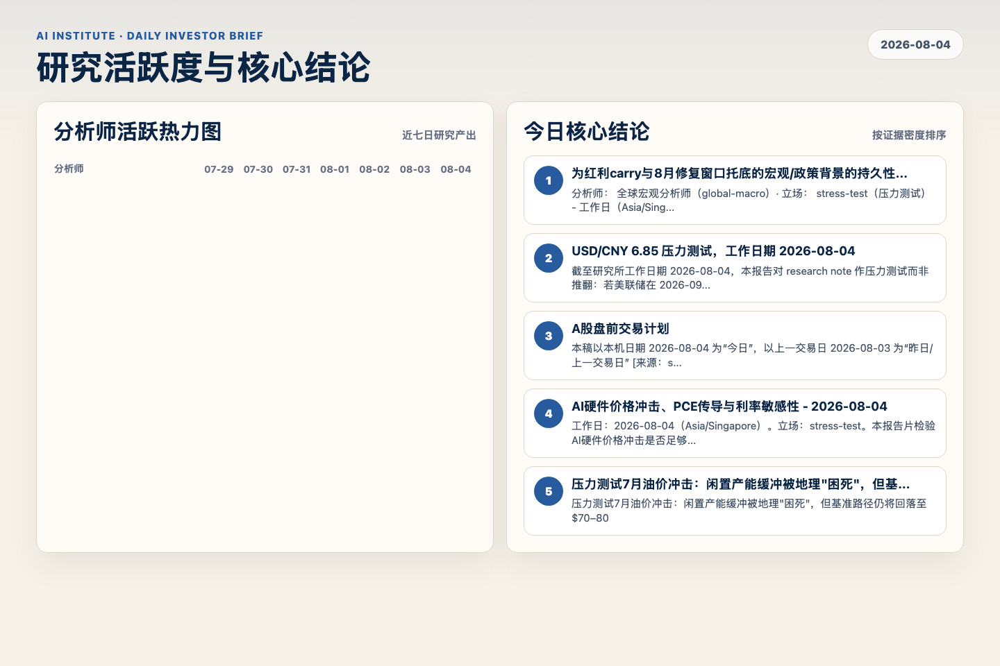 AI INSTITUTE · DAILY INVESTOR BRIEF
研究活跃度与核心结论
2026-08-04
分析师活跃热力图
近七日研究产出
分析师 07-29 07-30 07-31 08-01 08-02 08-03 08-04
今日核心结论
按证据密度排序
1
为红利carry与8月修复窗口托底的宏观/政策背景的持久性...
分析师： 全球宏观分析师（global-macro）· 立场： stress-test（压力测试）
- 工作日（Asia/Sing...
2
USD/CNY 6.85 压力测试，工作日期 2026-08-04
截至研究所工作日期 2026-08-04，本报告对 research note 作压力测试而非
推翻：若美联储在 2026-09...
3
A股盘前交易计划
本稿以本机日期 2026-08-04 为“今日”，以上一交易日 2026-08-03 为“昨日/
上一交易日” [来源：s...
4
AI硬件价格冲击、PCE传导与利率敏感性 - 2026-08-04
工作日：2026-08-04（Asia/Singapore）。立场：stress-test。本报告片检验
AI硬件价格冲击是否足够...
5
压力测试7月油价冲击：闲置产能缓冲被地理"困死"，但基...
压力测试7月油价冲击：闲置产能缓冲被地理"困死"，但基准路径仍将回落至
$70–80